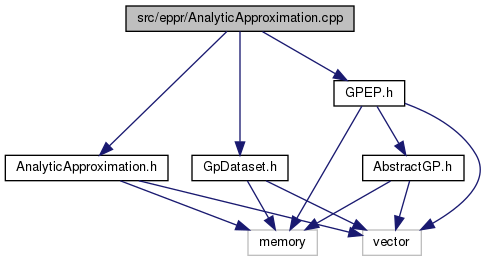 src/eppr/AnalyticApproximation.cpp
GPEP.h
AnalyticApproximation.h
GpDataset.h
AbstractGP.h
memory
vector